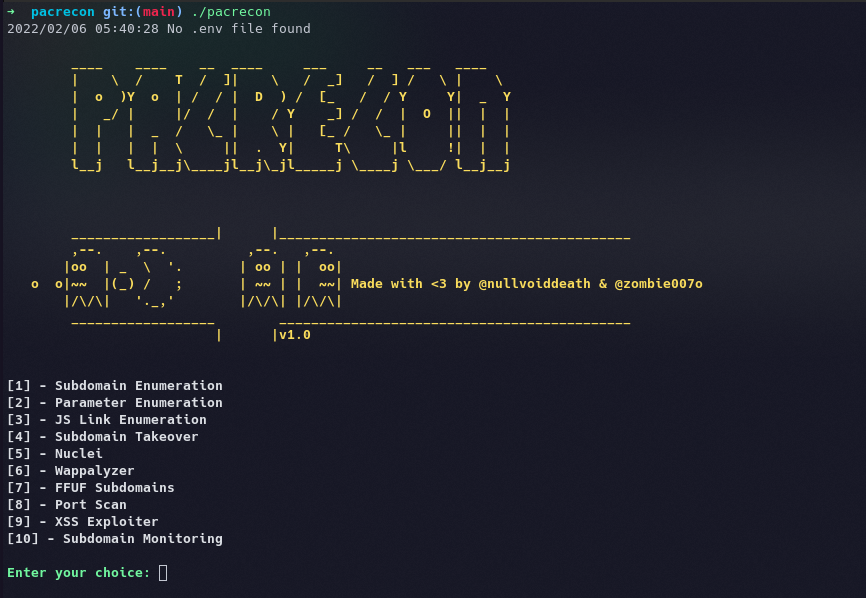 ➜  pacrecon git:(main) ./pacrecon
2022/02/06 05:40:28 No .env file found
PACRECON
Made with <3 by @nullvoiddeath & @zombie007o
v1.0
[1] - Subdomain Enumeration
[2] - Parameter Enumeration
[3] - JS Link Enumeration
[4] - Subdomain Takeover
[5] - Nuclei
[6] - Wappalyzer
[7] - FFUF Subdomains
[8] - Port Scan
[9] - XSS Exploiter
[10] - Subdomain Monitoring
Enter your choice: